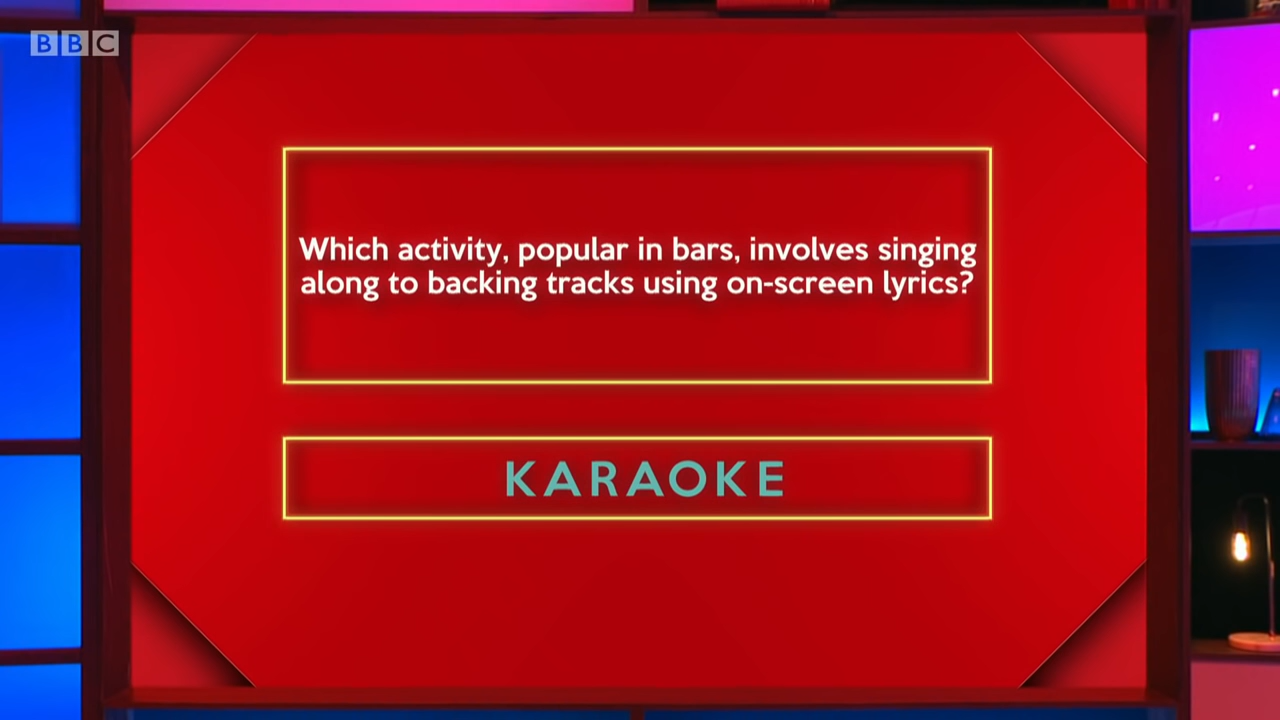 BBC
Which activity, popular in bars, involves singing
along to backing tracks using on-screen lyrics?
KARAOKE